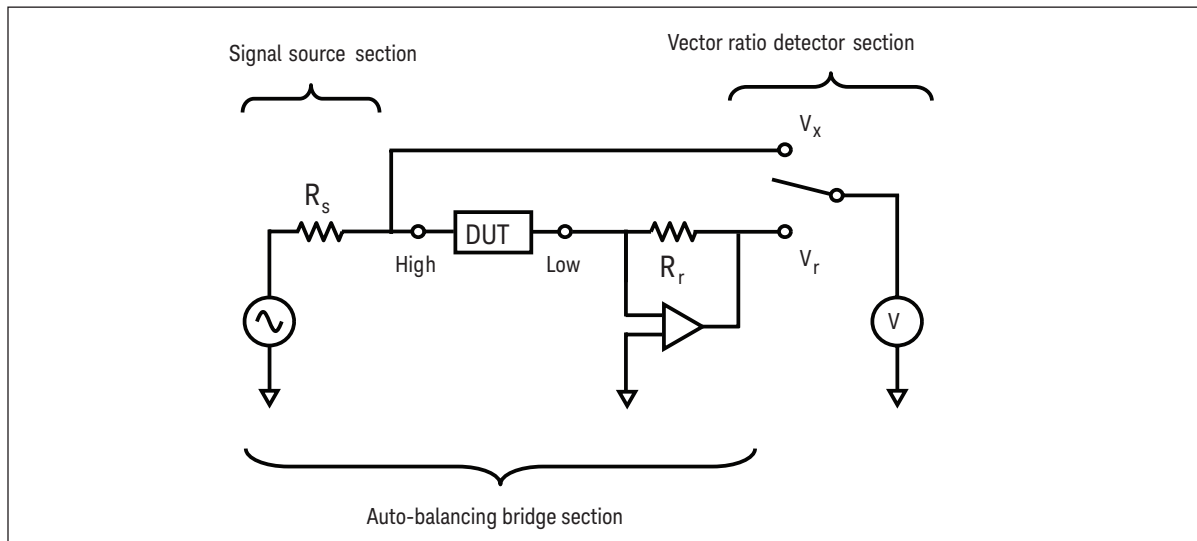 Signal source section
Vector ratio detector section
Vx
Rs
DUT
High
Low
Rr
Vr
V
Auto-balancing bridge section